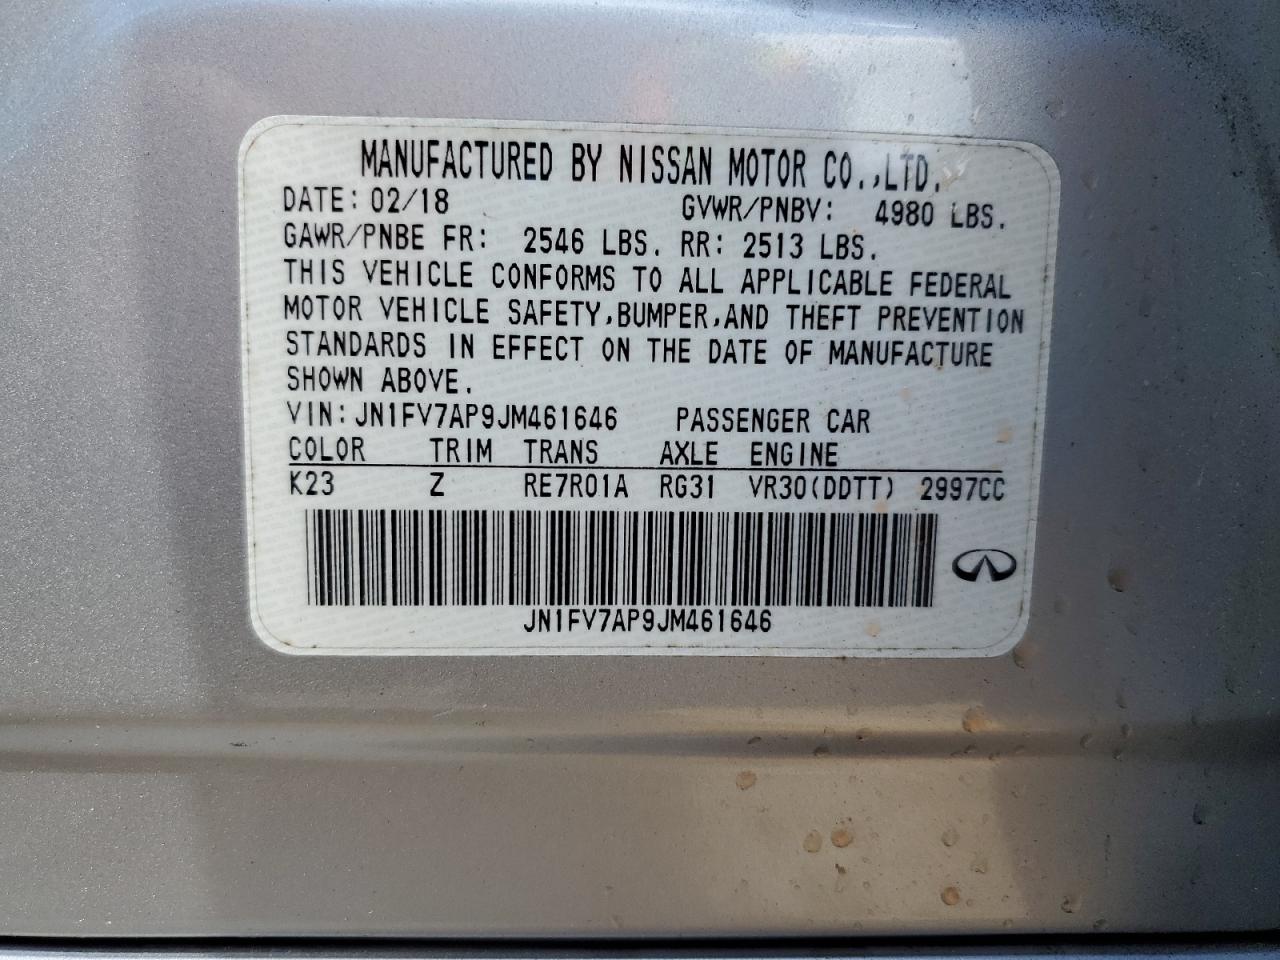 MANUFACTURED BY NISSAN MOTOR CO.,LTD.
DATE: 02/18 GVWR/PNBV: 4980 LBS.
GAWR/PNBE FR: 2546 LBS. RR: 2513 LBS.
THIS VEHICLE CONFORMS TO ALL APPLICABLE FEDERAL
MOTOR VEHICLE SAFETY,BUMPER,AND THEFT PREVENTION
STANDARDS IN EFFECT ON THE DATE OF MANUFACTURE
SHOWN ABOVE.
VIN:JN1FV7AP9JM461646 PASSENGER CAR
COLOR TRIM TRANS AXLE ENGINE
K23 Z RE7R01A RG31 VR30(DDTT) 2997CC
JN1FV7AP9JM461646